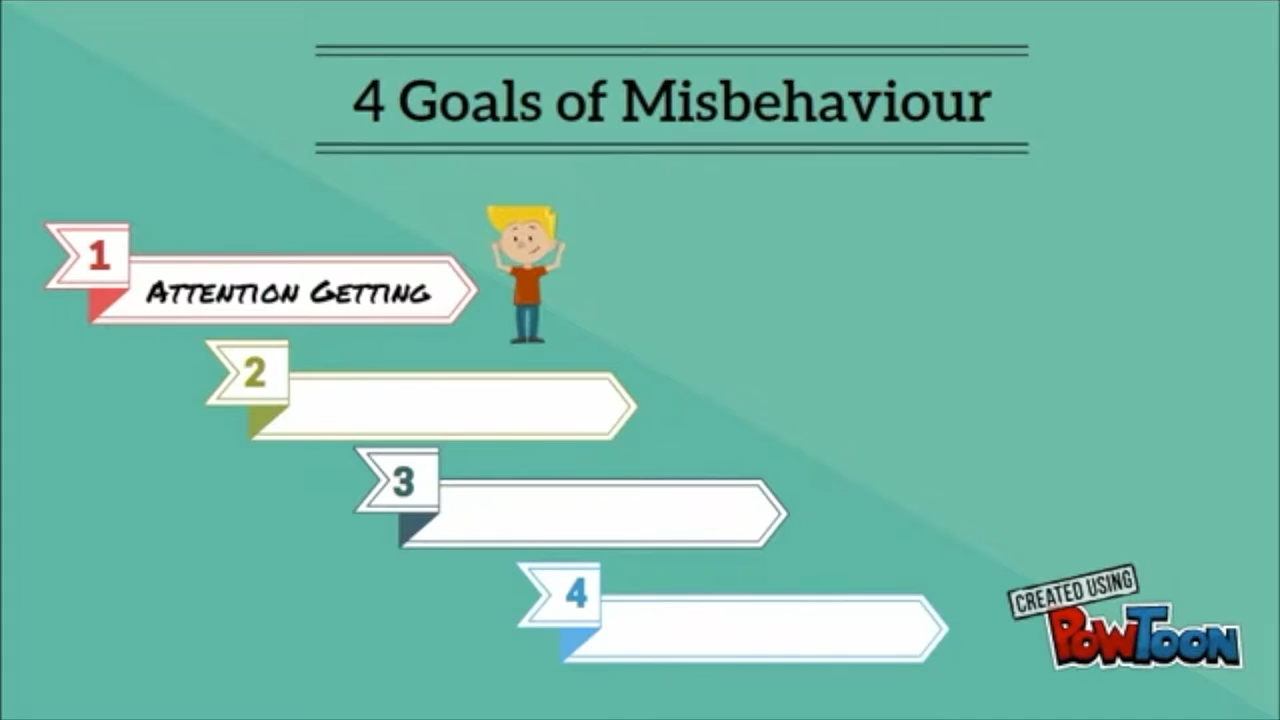 4 Goals of Misbehaviour
1
ATTENTION GETTING
2
3
4
CREATED USING
POWTOON